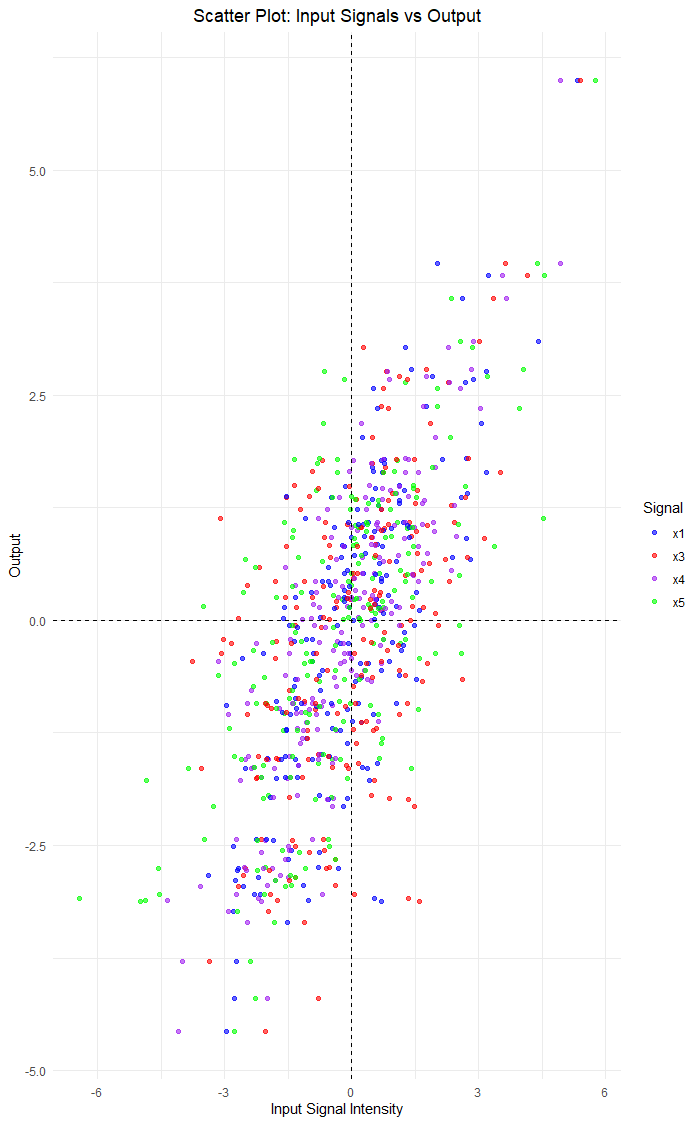 Scatter Plot: Input Signals vs Output
Output
5.0
2.5
0.0
-2.5
-5.0
-6
-3
0
3
6
Input Signal Intensity
Signal
x1
x3
x4
x5